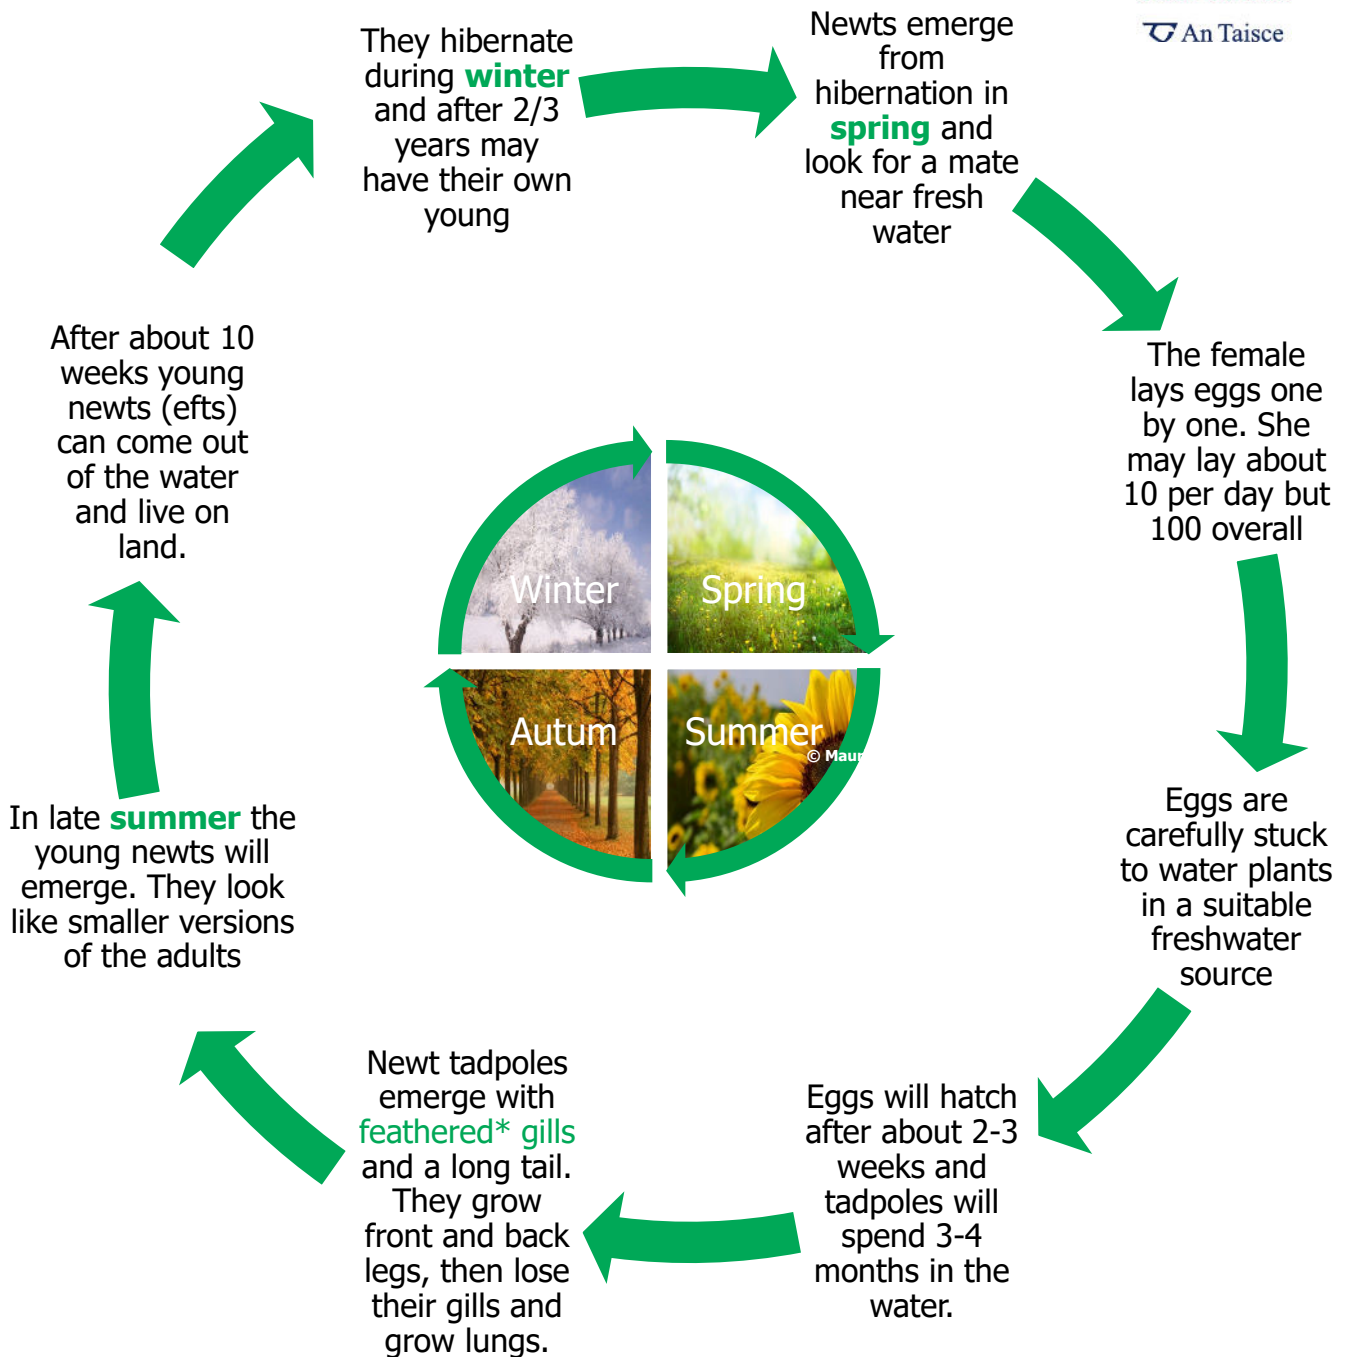 An Taisce
They hibernate
during winter
and after 2/3
years may
have their own
young
Newts emerge
from
hibernation in
spring and
look for a mate
near fresh
water
The female
lays eggs one
by one. She
may lay about
10 per day but
100 overall
Eggs are
carefully stuck
to water plants
in a suitable
freshwater
source
Eggs will hatch
after about 2-3
weeks and
tadpoles will
spend 3-4
months in the
water.
Newt tadpoles
emerge with
feathered* gills
and a long tail.
They grow
front and back
legs, then lose
their gills and
grow lungs.
In late summer the
young newts will
emerge. They look
like smaller versions
of the adults
After about 10
weeks young
newts (efts)
can come out
of the water
and live on
land.
Winter
Spring
Autum
Summer
© Maur